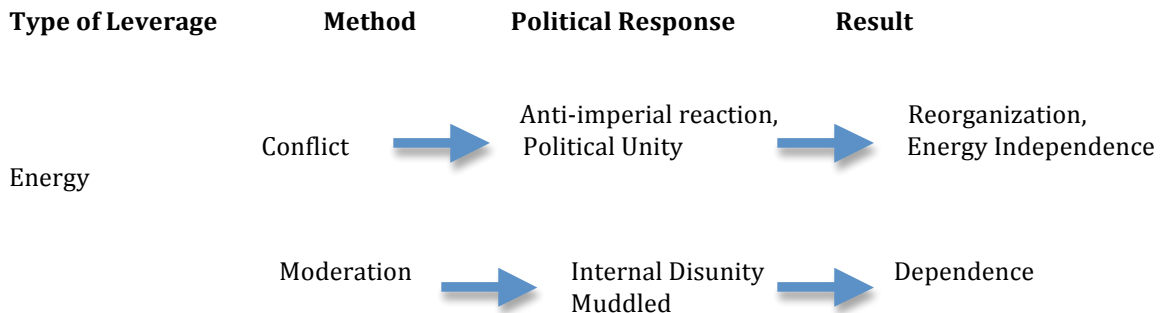 Type of Leverage Method Political Response Result
Anti-imperial reaction, Reorganization,
Conflict Political Unity Energy Independence
Energy
Moderation Internal Disunity Dependence
Muddled